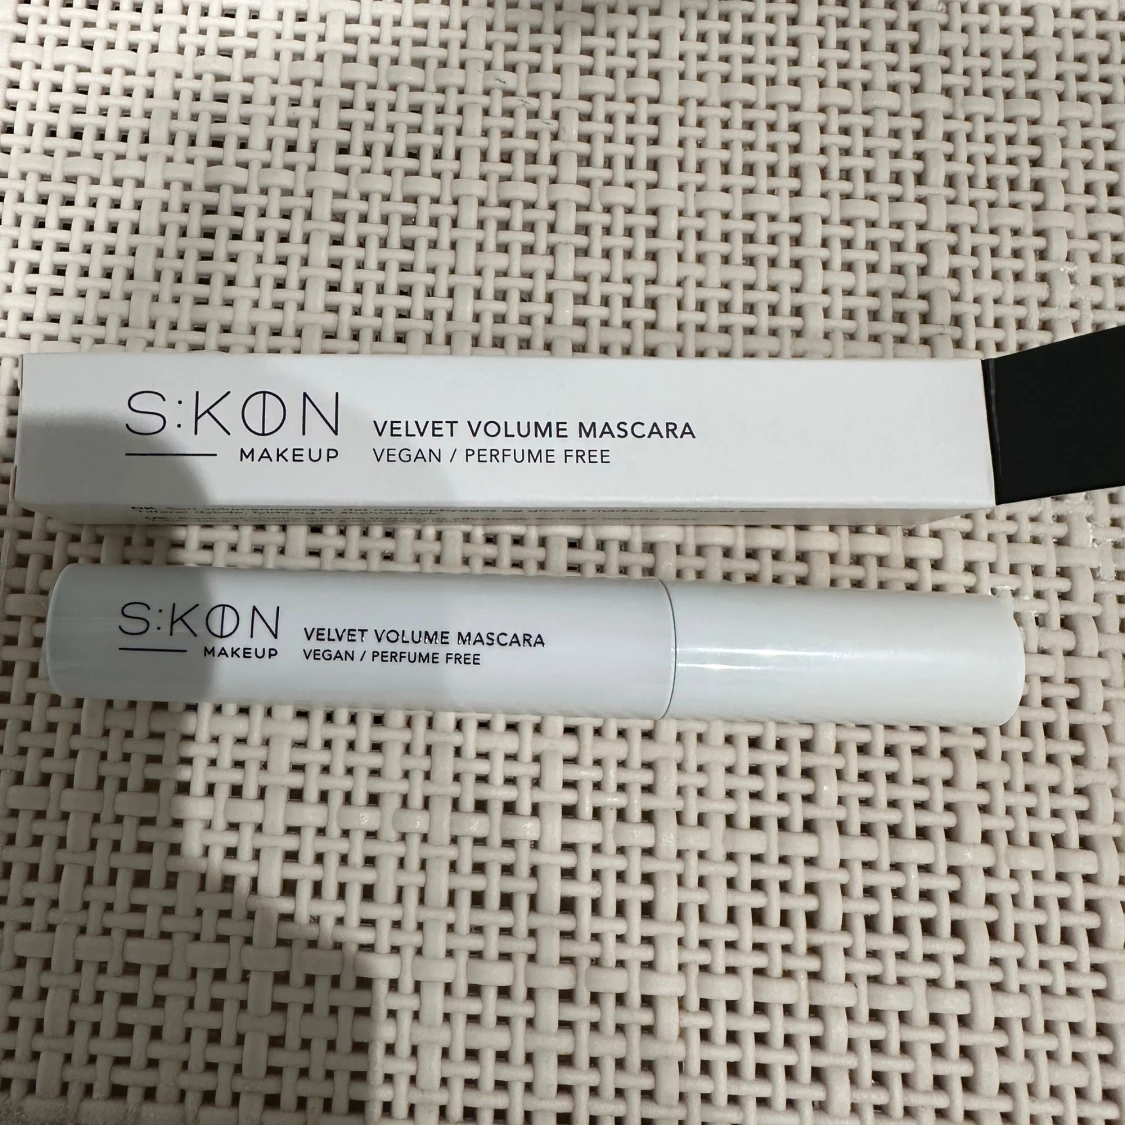 S:KON
MAKEUP
VELVET VOLUME MASCARA
VEGAN / PERFUME FREE
S:KON
MAKEUP
VELVET VOLUME MASCARA
VEGAN / PERFUME FREE